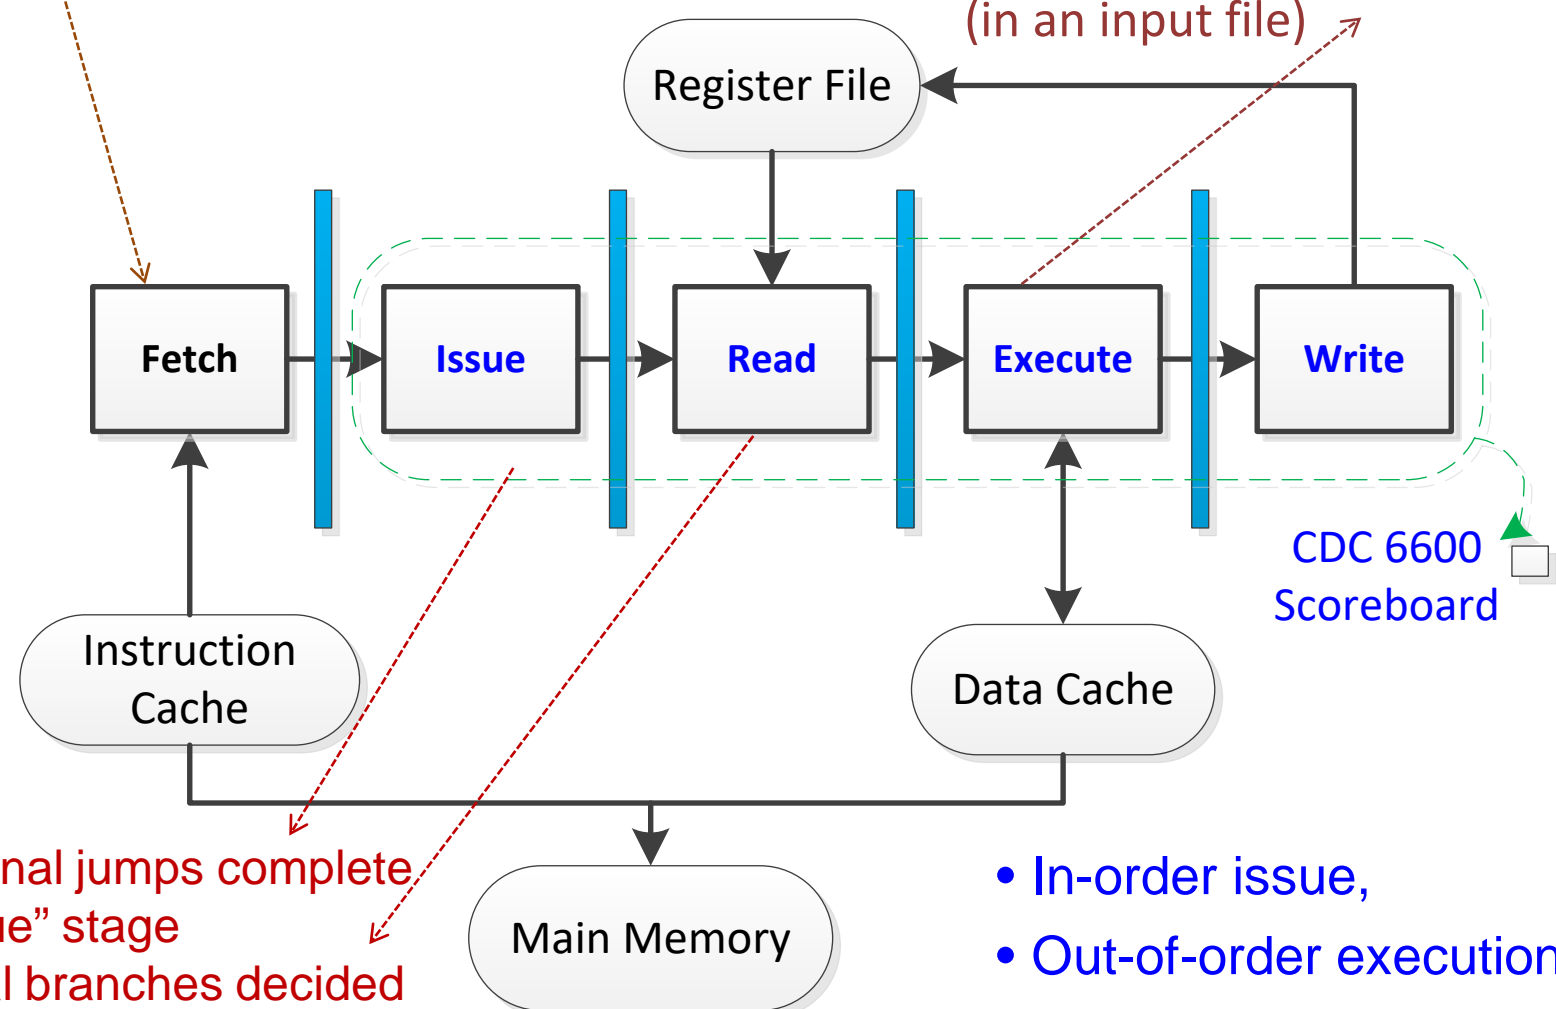 (in an input file)
Register File
Fetch
Issue
Read
Execute
Write
CDC 6600
Scoreboard
Instruction
Cache
Data Cache
nal jumps complete
ue” stage
al branches decided
Main Memory
• In-order issue,
• Out-of-order execution